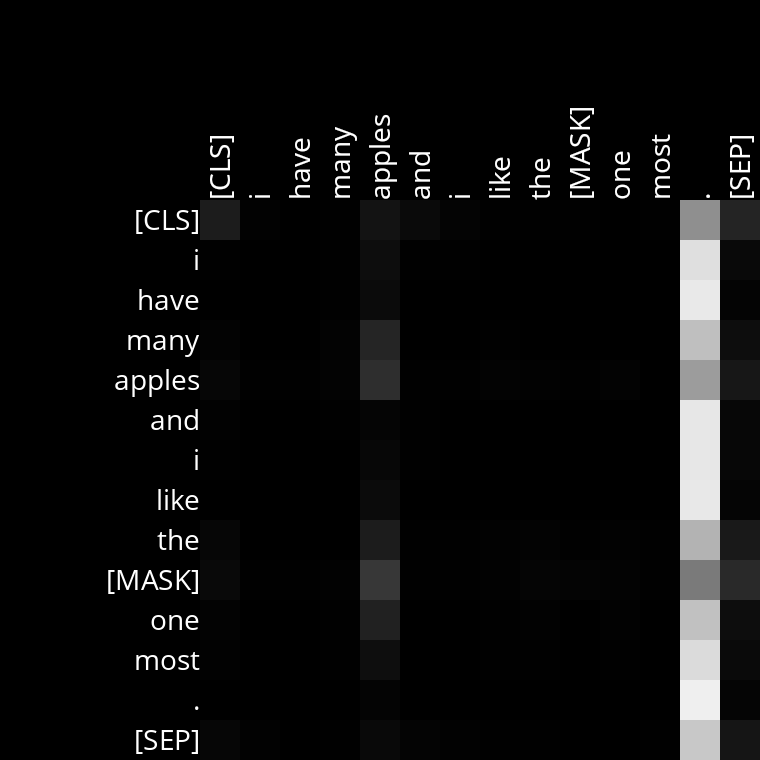 [CLS] i have many apples and i like the [MASK] one most . [SEP]
[CLS]
i
have
many
apples
and
i
like
the
[MASK]
one
most
.
[SEP]